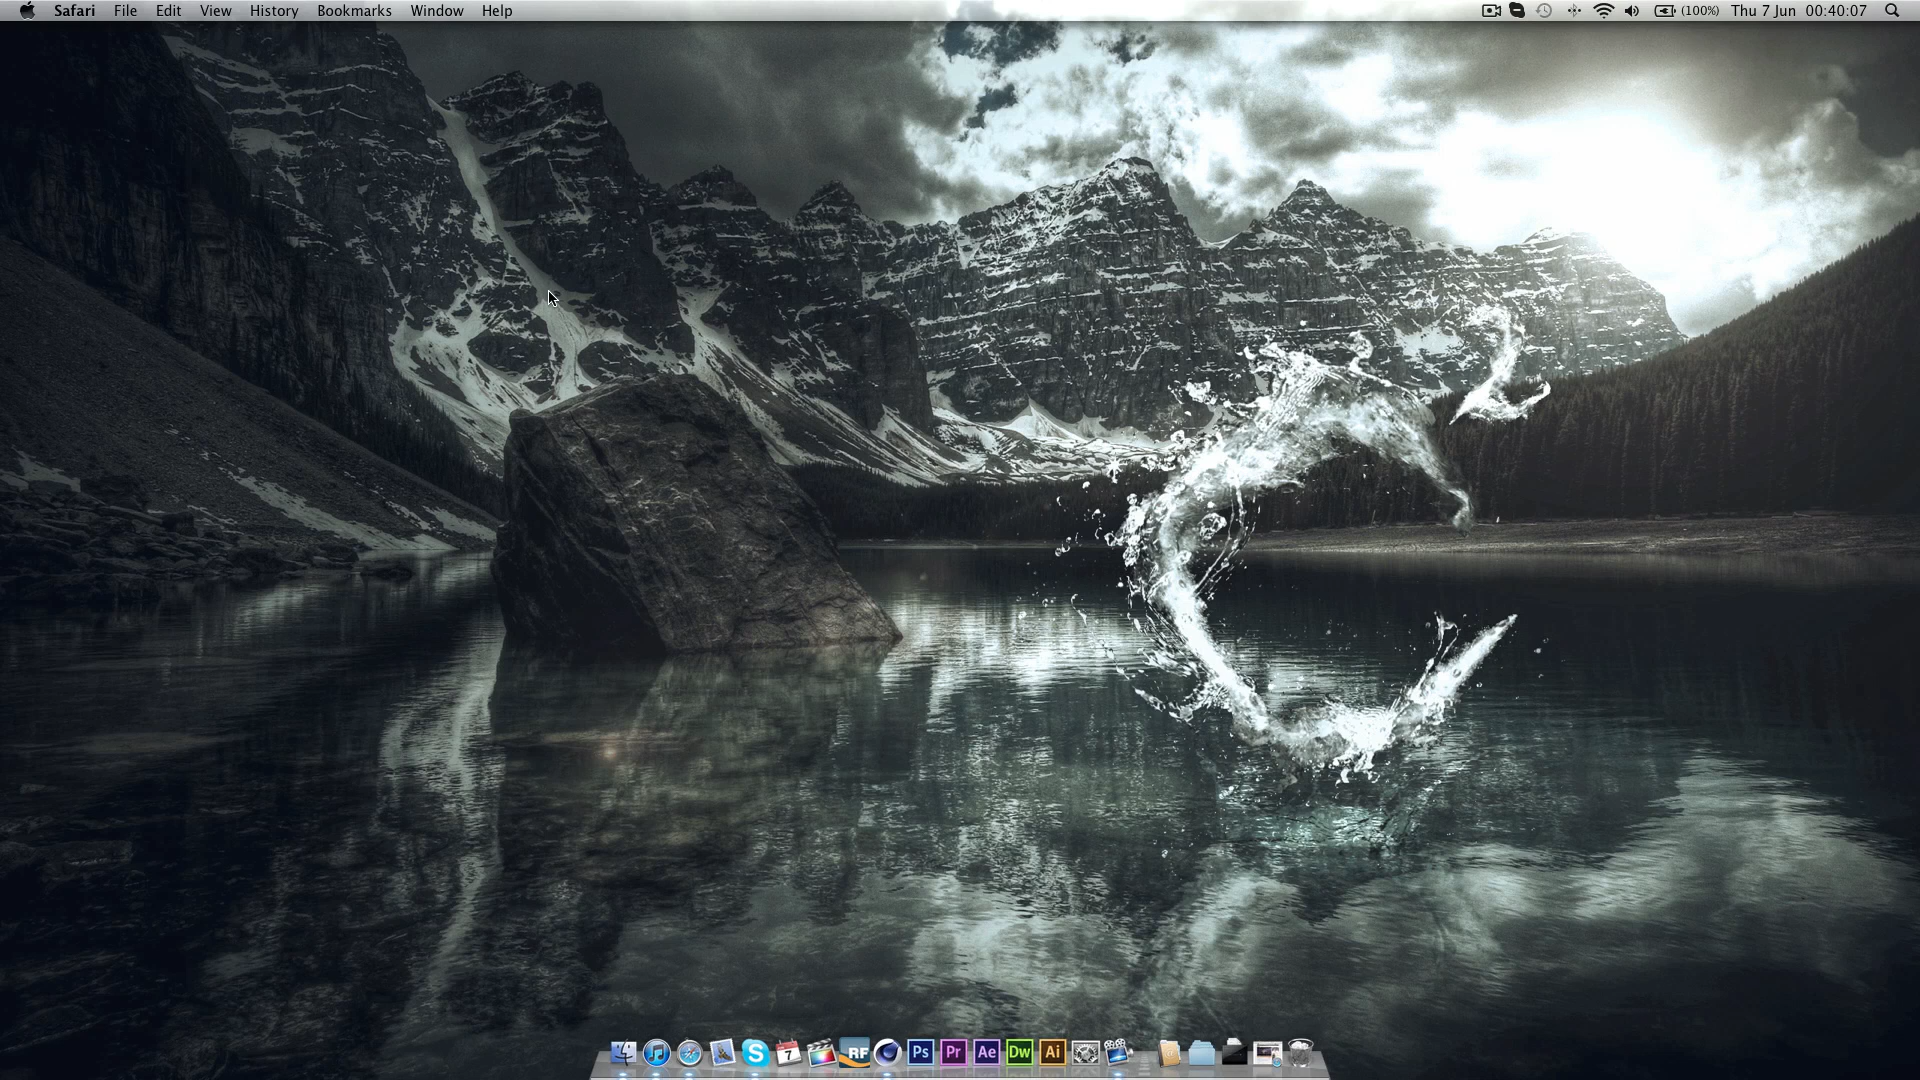 Safari File Edit View History Bookmarks Window Help (100%) Thu 7 Jun 00:40:07
7 RF Ps Pr Ae Dw Ai